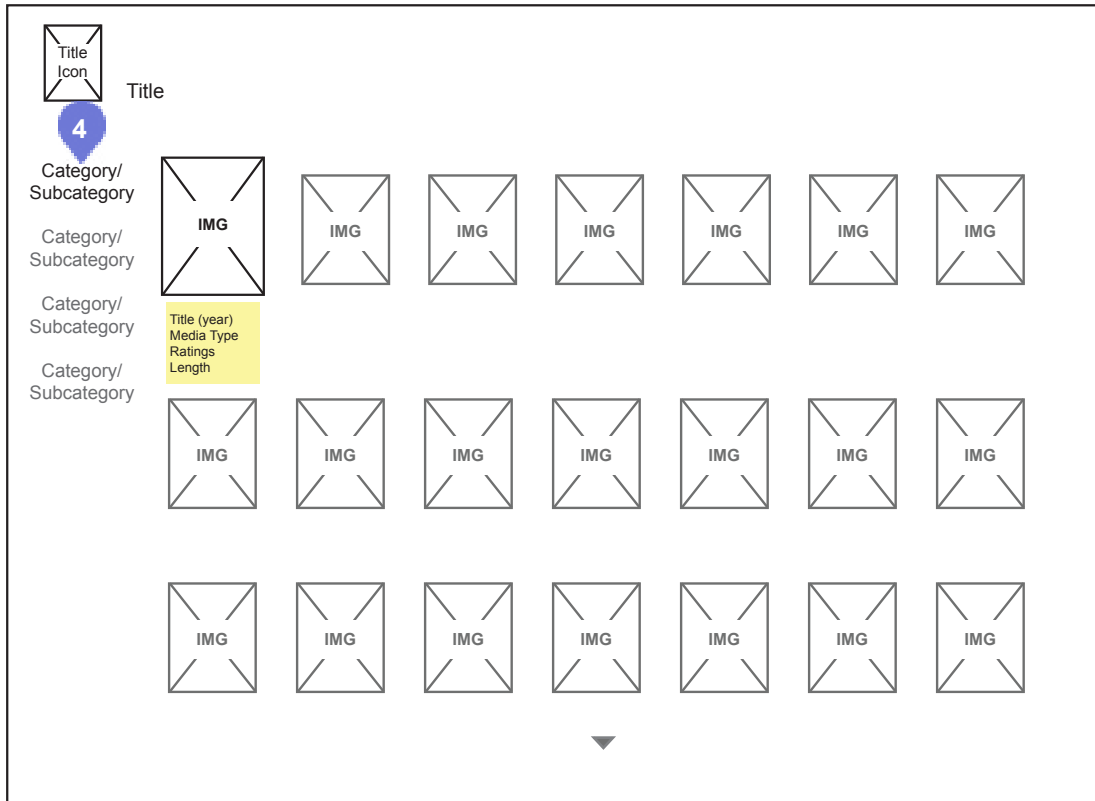 Title
Icon
Title
4
Category/
Subcategory
Category/
Subcategory
Category/
Subcategory
Category/
Subcategory
IMG IMG IMG IMG IMG IMG IMG
Title (year)
Media Type
Ratings
Length
IMG IMG IMG IMG IMG IMG IMG
IMG IMG IMG IMG IMG IMG IMG